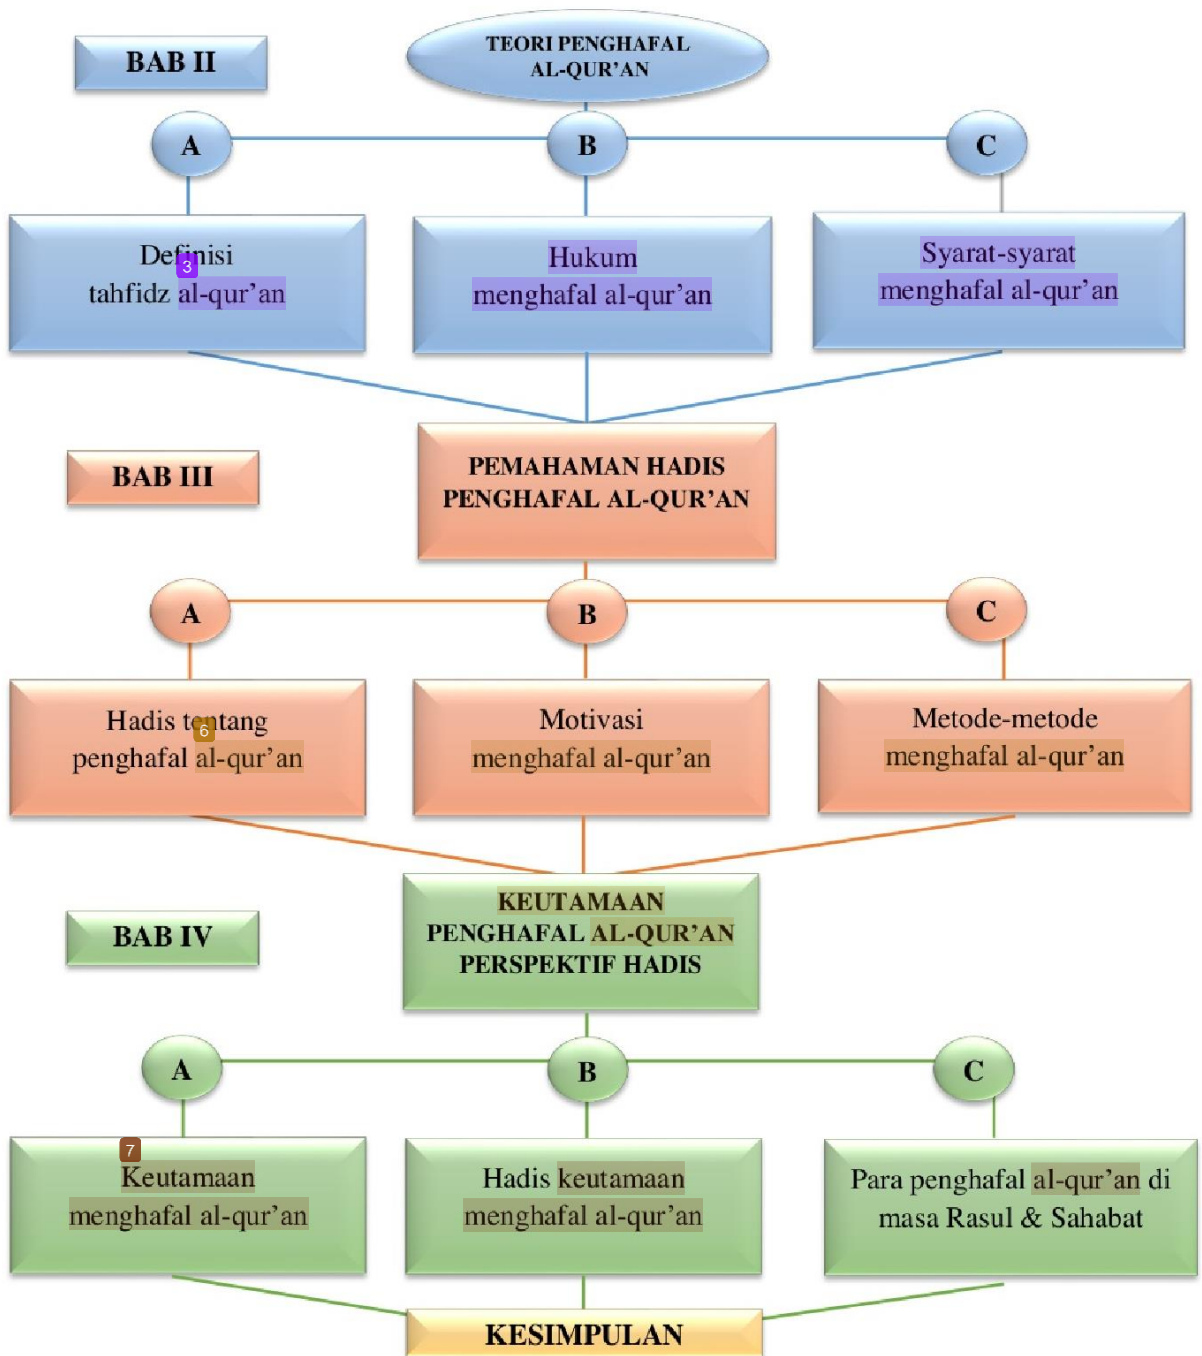 BAB II
TEORI PENGHAFAL
AL-QUR’AN
A
B
C
Definisi
3
tahfidz al-qur’an
Hukum
menghafal al-qur’an
Syarat-syarat
menghafal al-qur’an
BAB III
PEMAHAMAN HADIS
PENGHAFAL AL-QUR’AN
A
B
C
Hadis tentang
6
penghafal al-qur’an
Motivasi
menghafal al-qur’an
Metode-metode
menghafal al-qur’an
BAB IV
KEUTAMAAN
PENGHAFAL AL-QUR’AN
PERSPEKTIF HADIS
A
B
C
7
Keutamaan
menghafal al-qur’an
Hadis keutamaan
menghafal al-qur’an
Para penghafal al-qur’an di
masa Rasul & Sahabat
KESIMPULAN